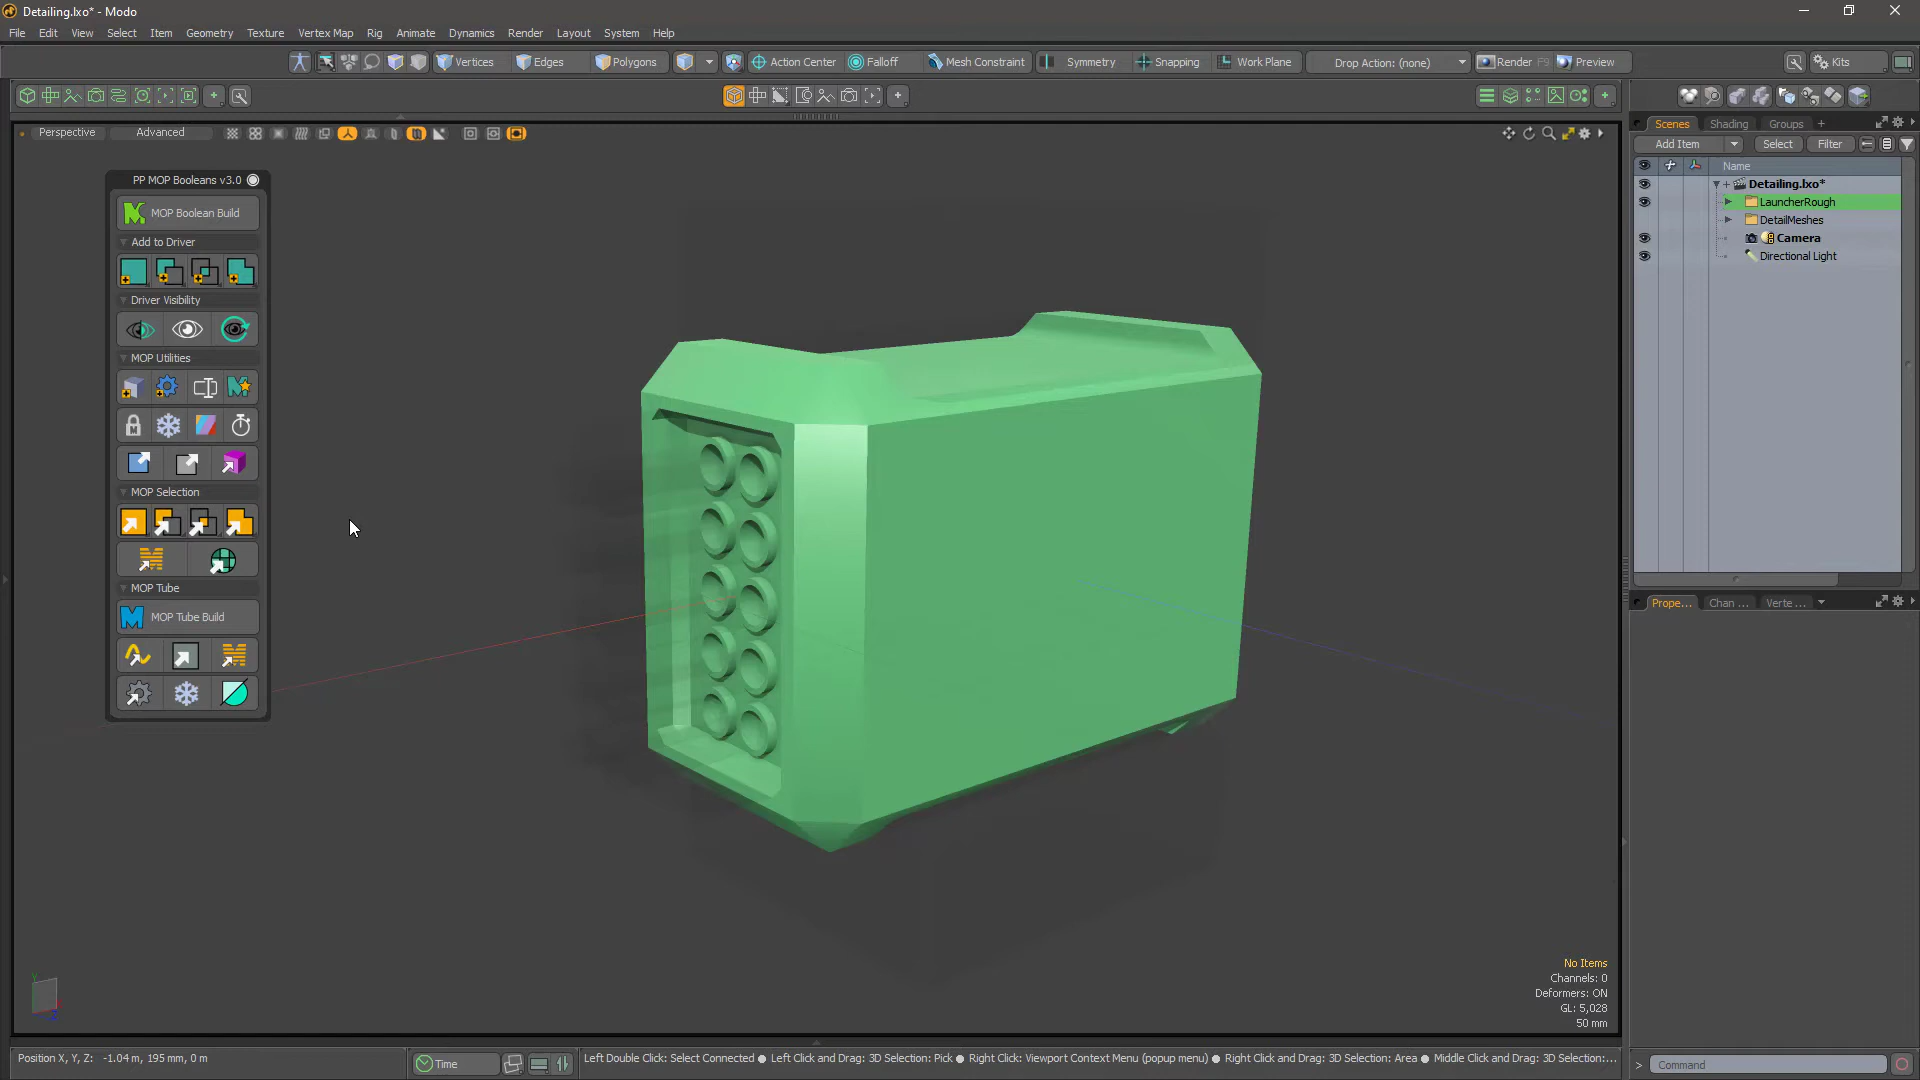 Detailing.lxo* - Modo
File Edit View Select Item Geometry Texture Vertex Map Rig Animate Dynamics Render Layout System Help
Vertices Edges Polygons Action Center Falloff Mesh Constraint Symmetry Snapping Work Plane Drop Action: (none) Render F9 Preview Kits
Perspective Advanced
Scenes Shading Groups +
Add Item Select Filter
Name
Detailing.lxo*
LauncherRough
DetailMeshes
Camera
Directional Light
PP MOP Booleans v3.0
MOP Boolean Build
Add to Driver
Driver Visibility
MOP Utilities
MOP Selection
MOP Tube
MOP Tube Build
Prope... Chan ... Verte ...
No Items
Channels: 0
Deformers: ON
GL: 5,028
50 mm
Position X, Y, Z: -1.04 m, 195 mm, 0 m
Time
Left Double Click: Select Connected ● Left Click and Drag: 3D Selection: Pick ● Right Click: Viewport Context Menu (popup menu) ● Right Click and Drag: 3D Selection: Area ● Middle Click and Drag: 3D Selection:...
> Command